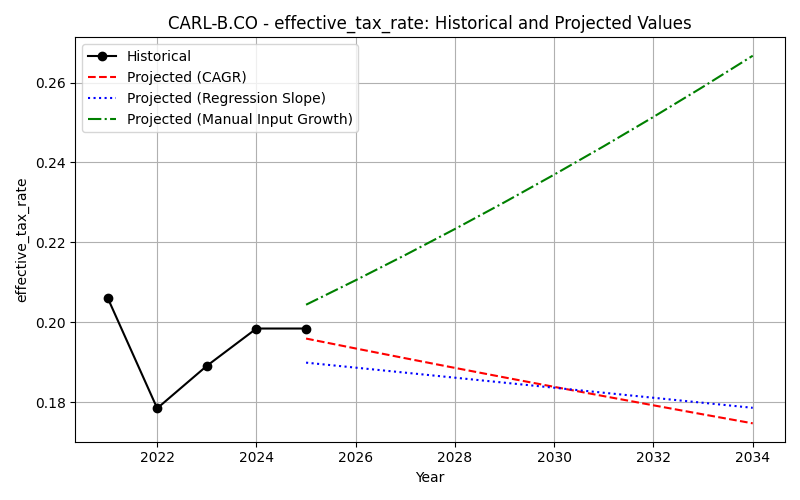 CARL-B.CO - effective_tax_rate: Historical and Projected Values
Historical
Projected (CAGR)
Projected (Regression Slope)
Projected (Manual Input Growth)
effective_tax_rate
0.26
0.24
0.22
0.20
0.18
2022
2024
2026
2028
2030
2032
2034
Year